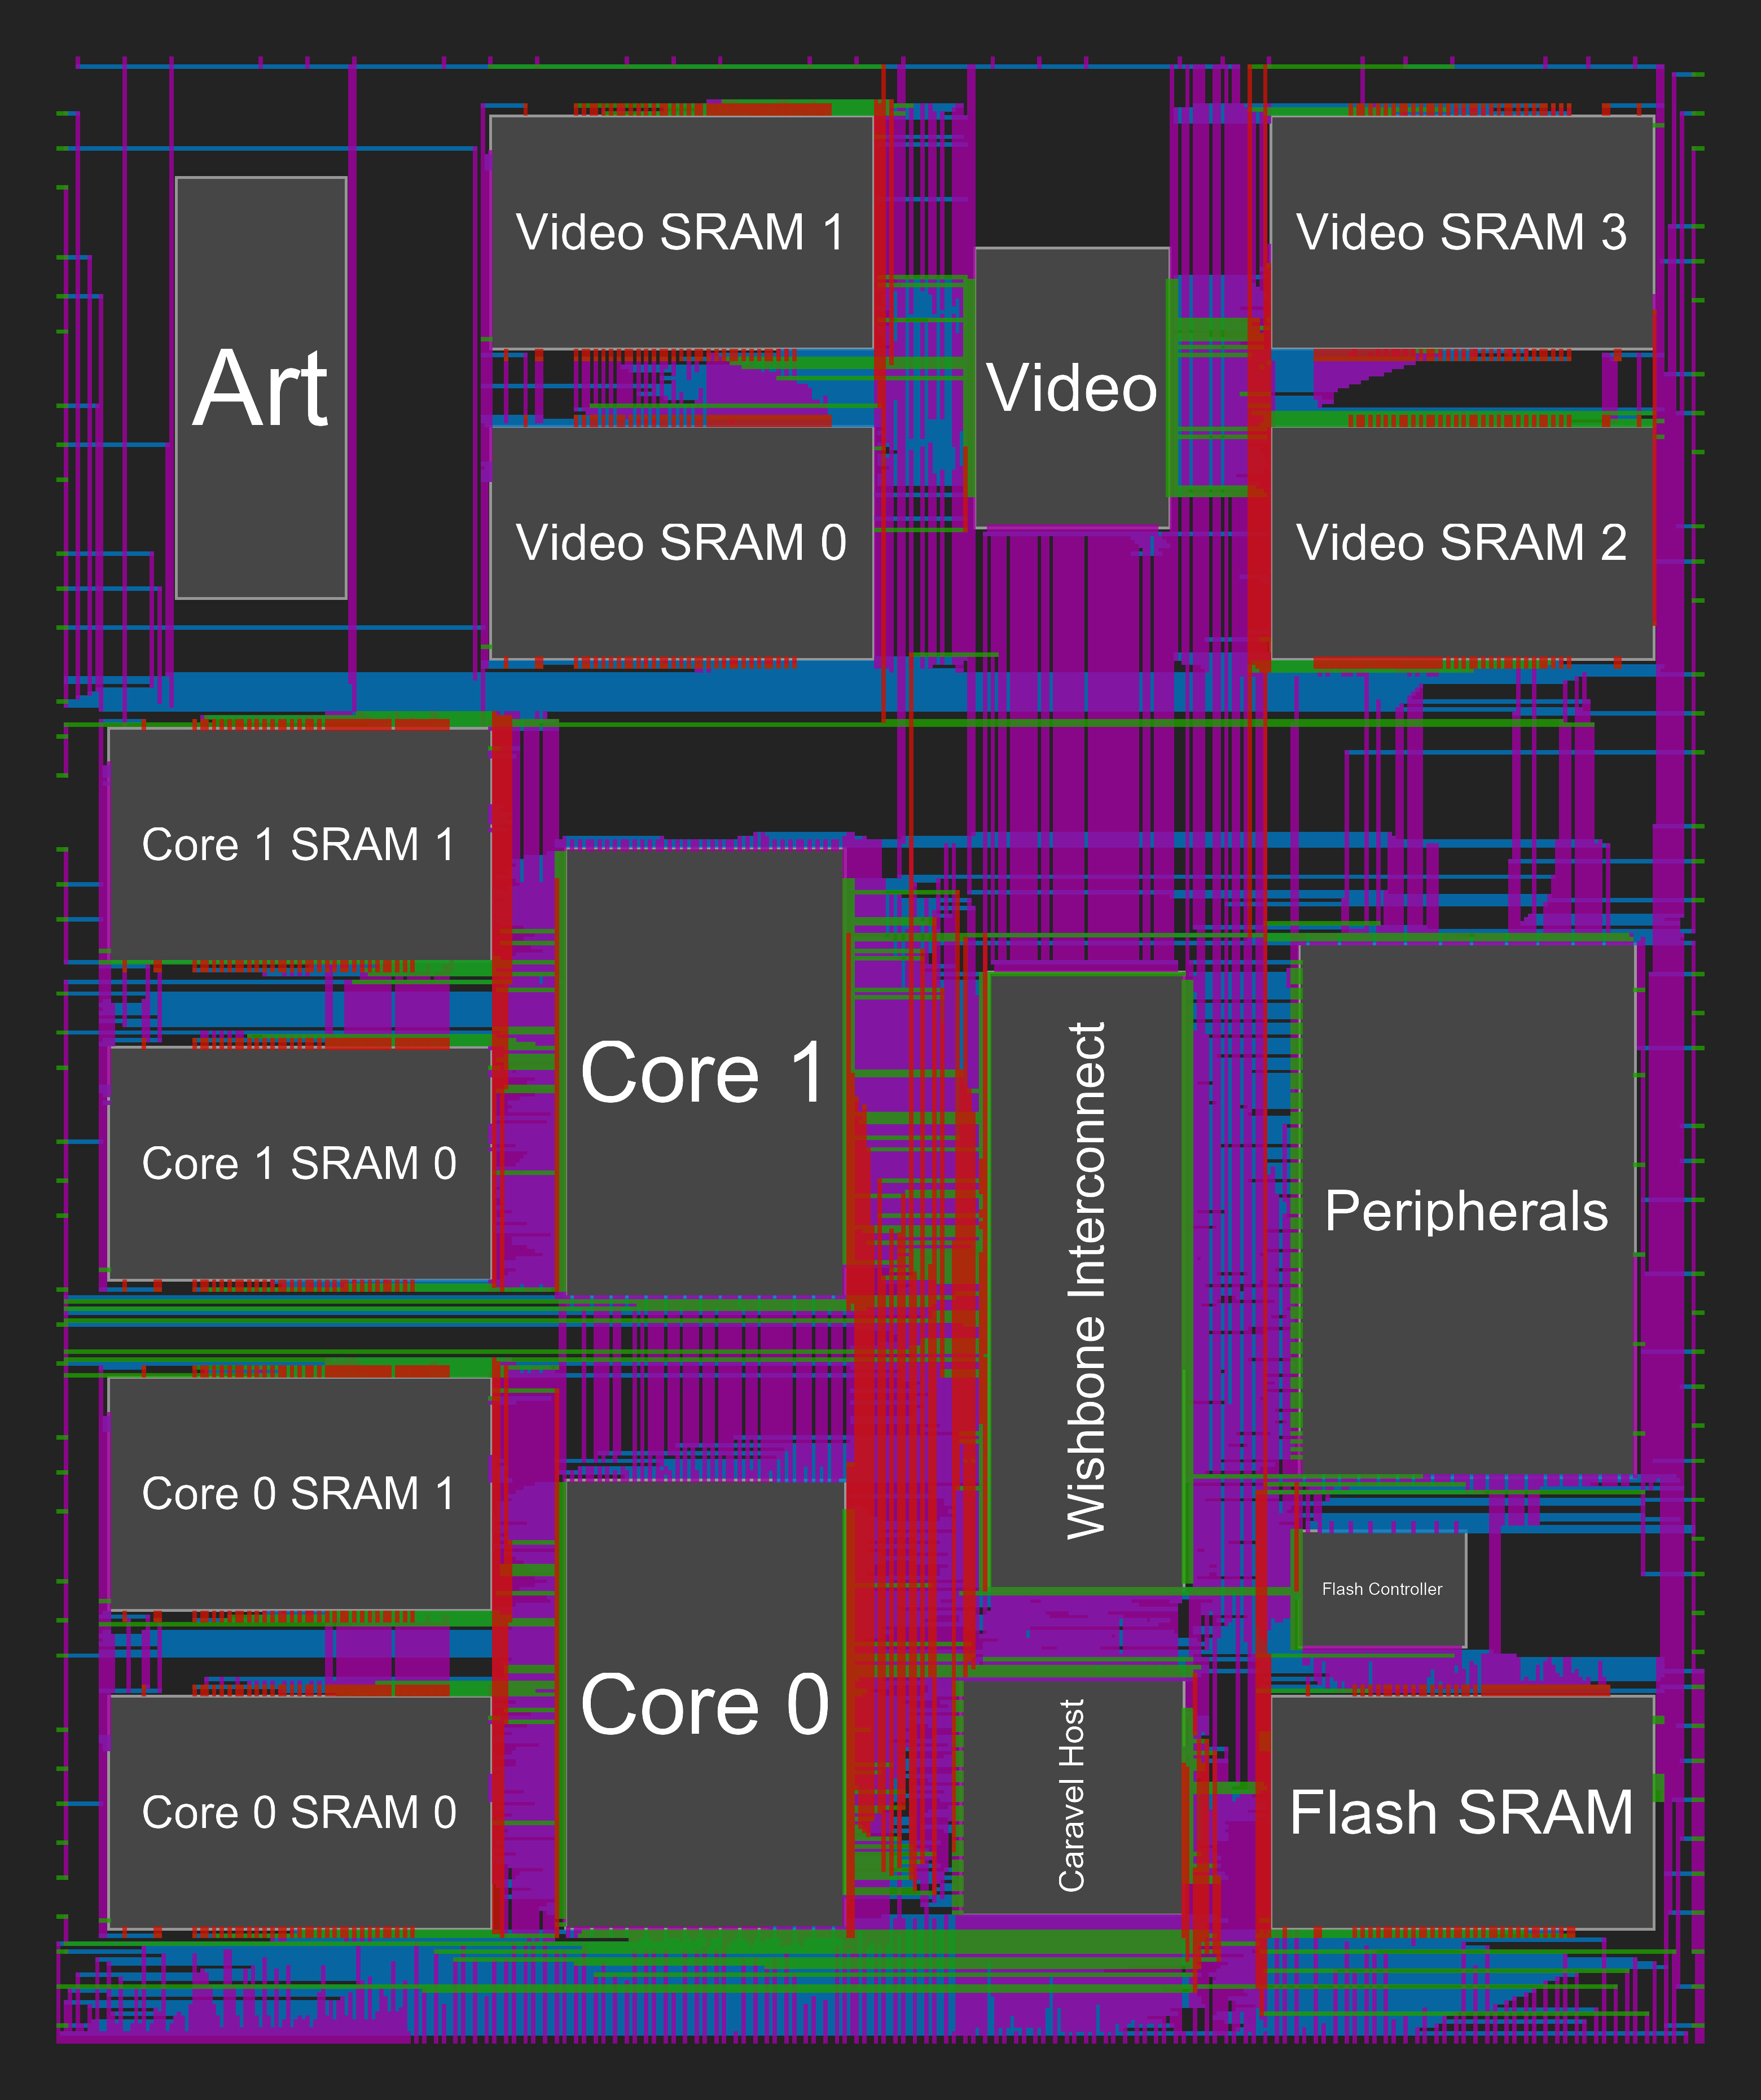 Video SRAM 1
Video SRAM 3
Art
Video
Video SRAM 0
Video SRAM 2
Core 1 SRAM 1
Core 1
Wishbone Interconnect
Core 1 SRAM 0
Peripherals
Core 0 SRAM 1
Flash Controller
Core 0
Caravel Host
Core 0 SRAM 0
Flash SRAM